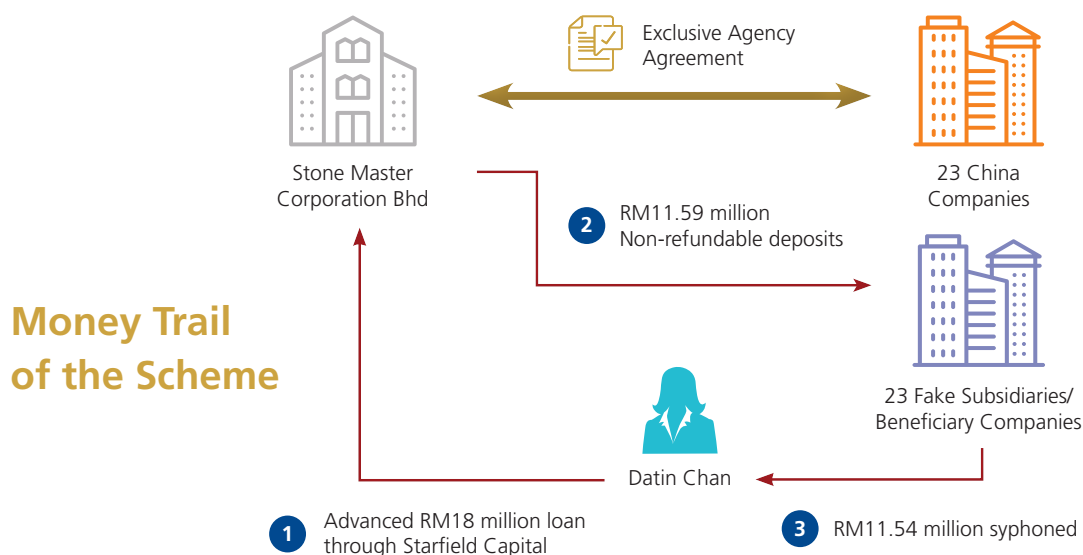 Exclusive Agency
Agreement
Stone Master
Corporation Bhd
23 China
Companies
2
RM11.59 million
Non-refundable deposits
Money Trail
of the Scheme
23 Fake Subsidiaries/
Beneficiary Companies
Datin Chan
1
Advanced RM18 million loan
through Starfield Capital
3
RM11.54 million syphoned